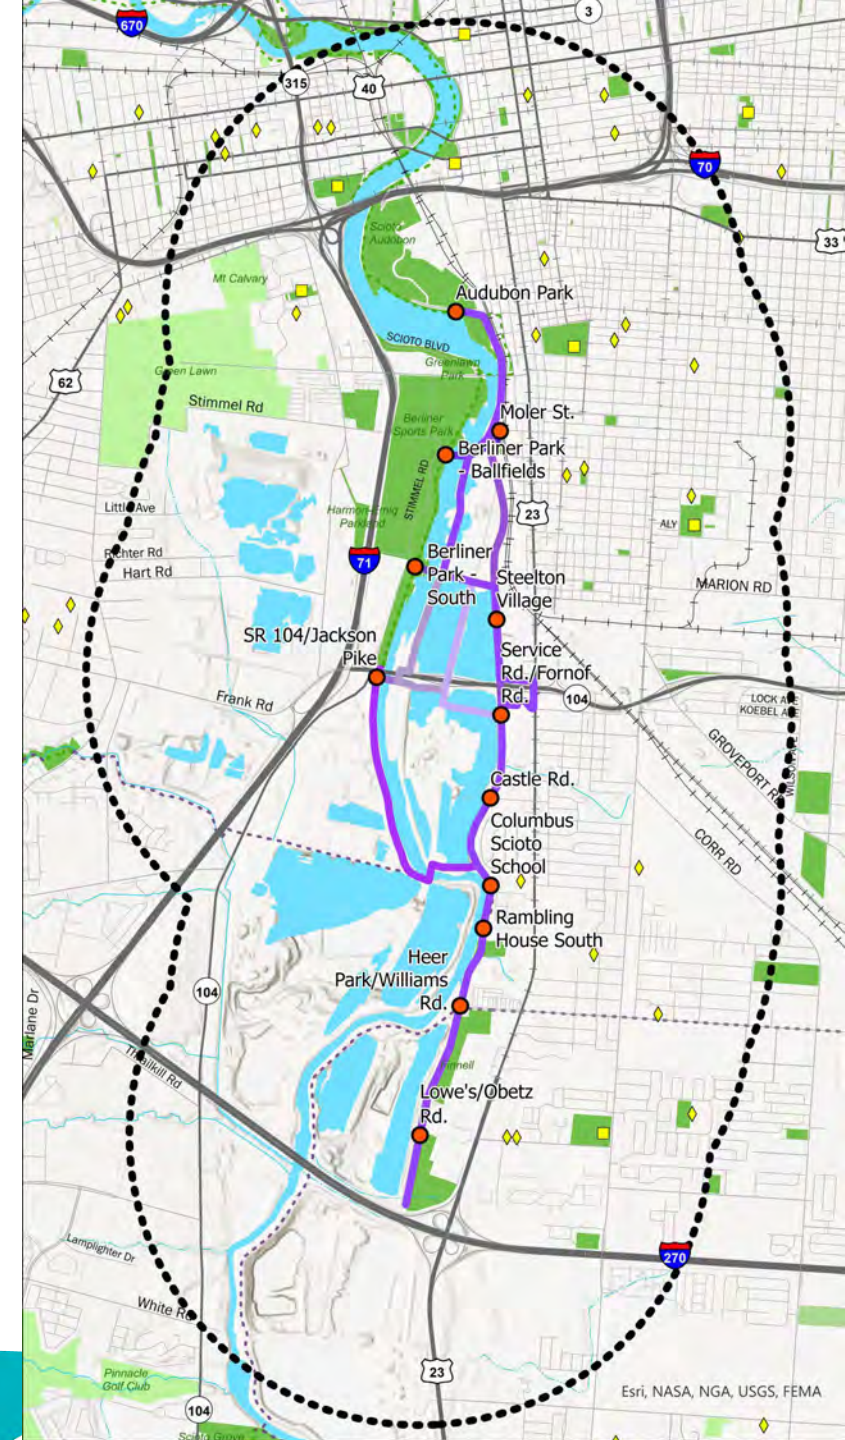 3
670
315
40
70
33
Scioto
Audubon
Mt Calvary
Audubon Park
SCIOTO BLVD
Greenlawn
Park
62
Green Lawn
Stimmel Rd
Moler St.
Berliner
Sports Park
Berliner Park
- Ballfields
STIMMEL RD
Little Ave
Harmon-Emig
Parkland
23
ALY
Richter Rd
Hart Rd
71
Berliner
Park -
South
Steelton
Village
MARION RD
SR 104/Jackson
Pike
Service
Rd./Fornof
Rd.
104
Frank Rd
LOCK
KOEBEL
GROVEPORT RD
Castle Rd.
Columbus
Scioto
School
CORR RD
Rambling
House South
Heer
Park/Williams
Rd.
104
Marlane Dr
Thrailkill Rd
Lowe's/Obetz
Rd.
Lamplighter Dr
270
White Rd
23
Pinnacle
Golf Club
Esri, NASA, NGA, USGS, FEMA
104
Scioto Grove